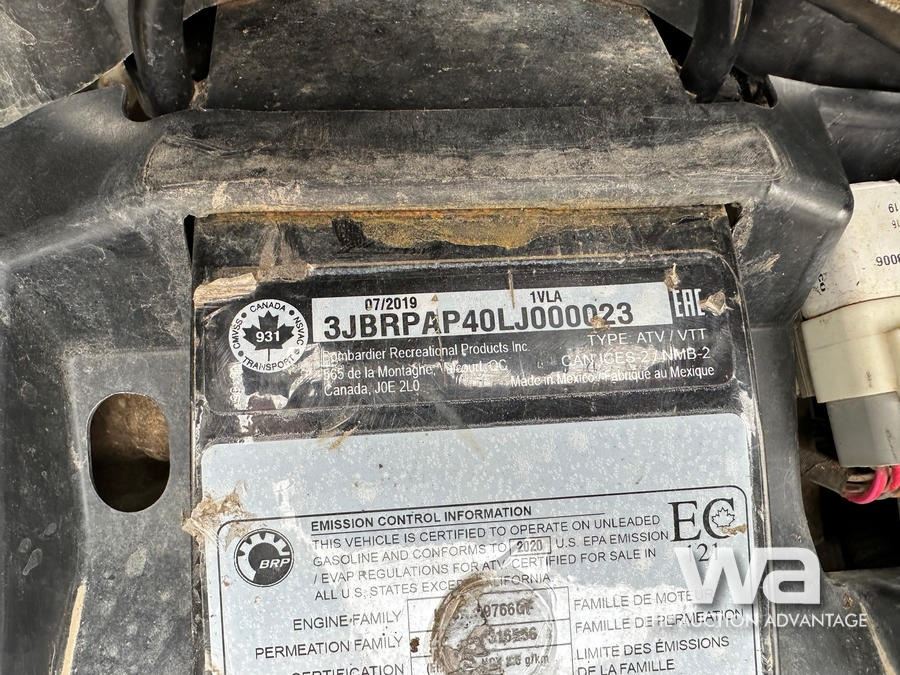 07/2019 1VLA
3JBRPAP40LJ000023
EAC
CMVSS CANADA NSVAC
931
TRANSPORT
Bombardier Recreational Products Inc.
565 de la Montagne, Valcourt, QC
Canada, J0E 2L0
TYPE ATV / VTT
CAN ICES-2 / NMB-2
Made in Mexico / Fabriqué au Mexique
BRP
EMISSION CONTROL INFORMATION
THIS VEHICLE IS CERTIFIED TO OPERATE ON UNLEADED
GASOLINE AND CONFORMS TO 2020 U.S. EPA EMISSION
/ EVAP REGULATIONS FOR ATV CERTIFIED FOR SALE IN
ALL U.S. STATES EXCEPT CALIFORNIA
EC
121
ENGINE FAMILY
FAMILLE DE
PERMEATION FAMILY
FAMILLE DE PERMÉATION
CERTIFICATION
g/km
LIMITE DES ÉMISSIONS
DE LA FAMILLE
wa
ADVANTAGE